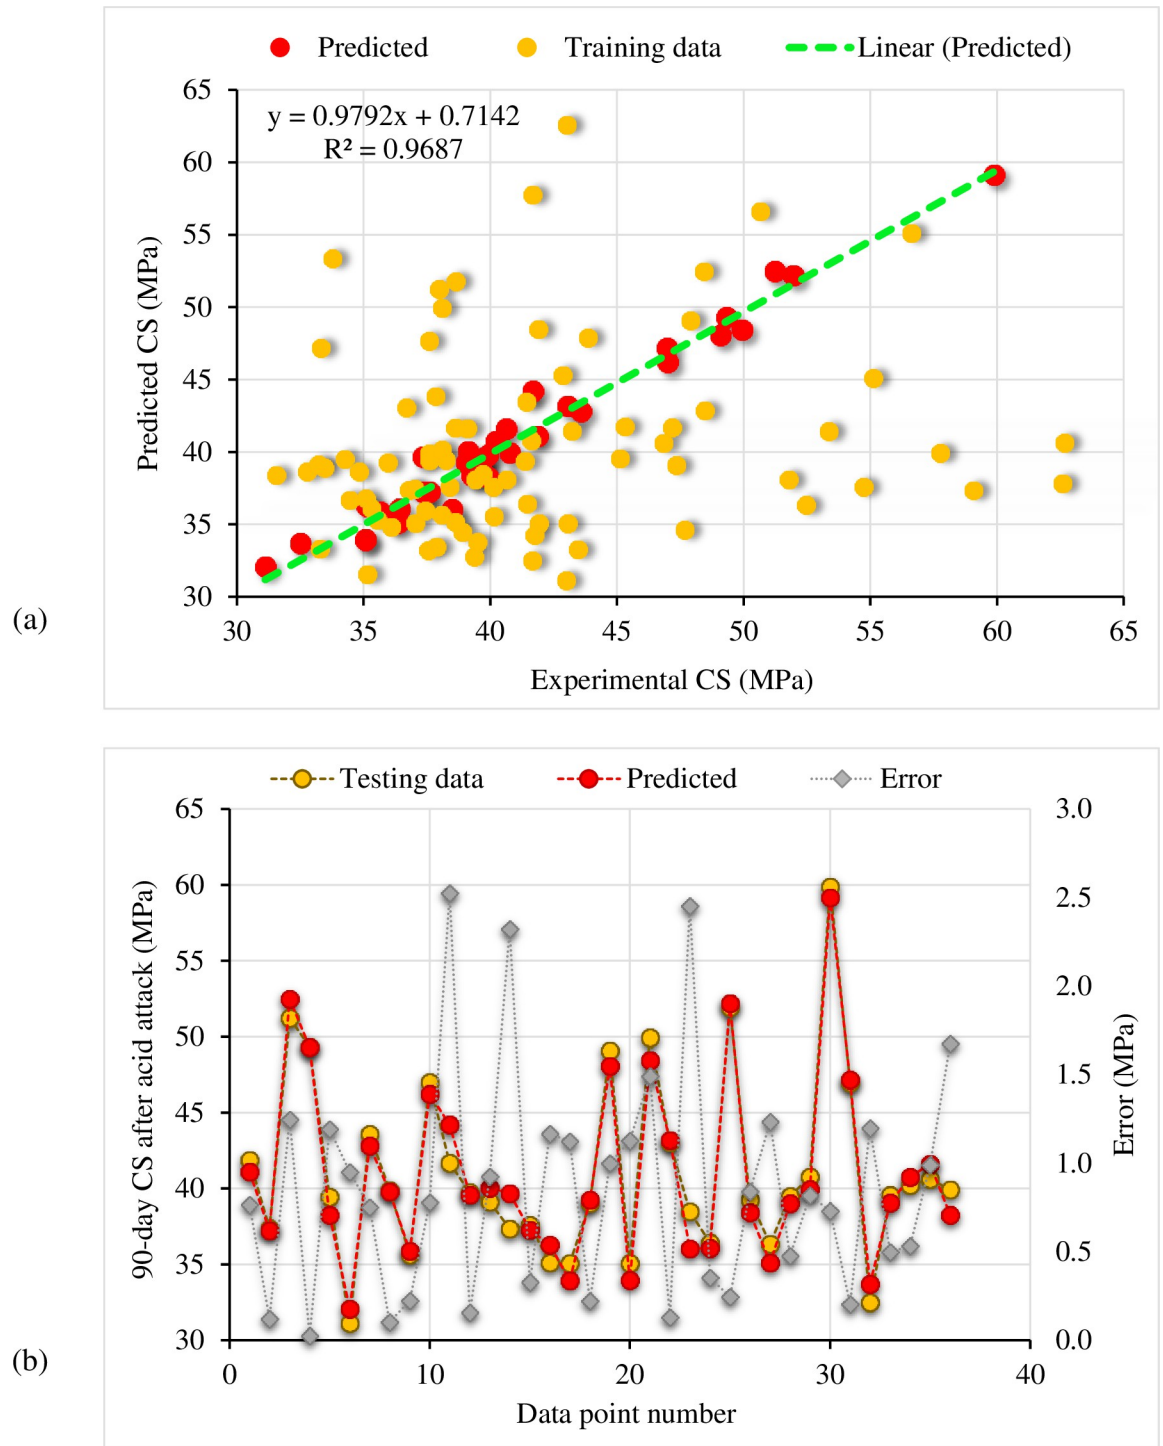 Predicted Training data Linear (Predicted)
y = 0.9792x + 0.7142
R² = 0.9687
65
60
55
50
45
40
35
30
Predicted CS (MPa)
30 35 40 45 50 55 60 65
Experimental CS (MPa)
(a)
Testing data Predicted Error
65
60
55
50
45
40
35
30
90-day CS after acid attack (MPa)
3.0
2.5
2.0
1.5
1.0
0.5
0.0
Error (MPa)
0 10 20 30 40
Data point number
(b)